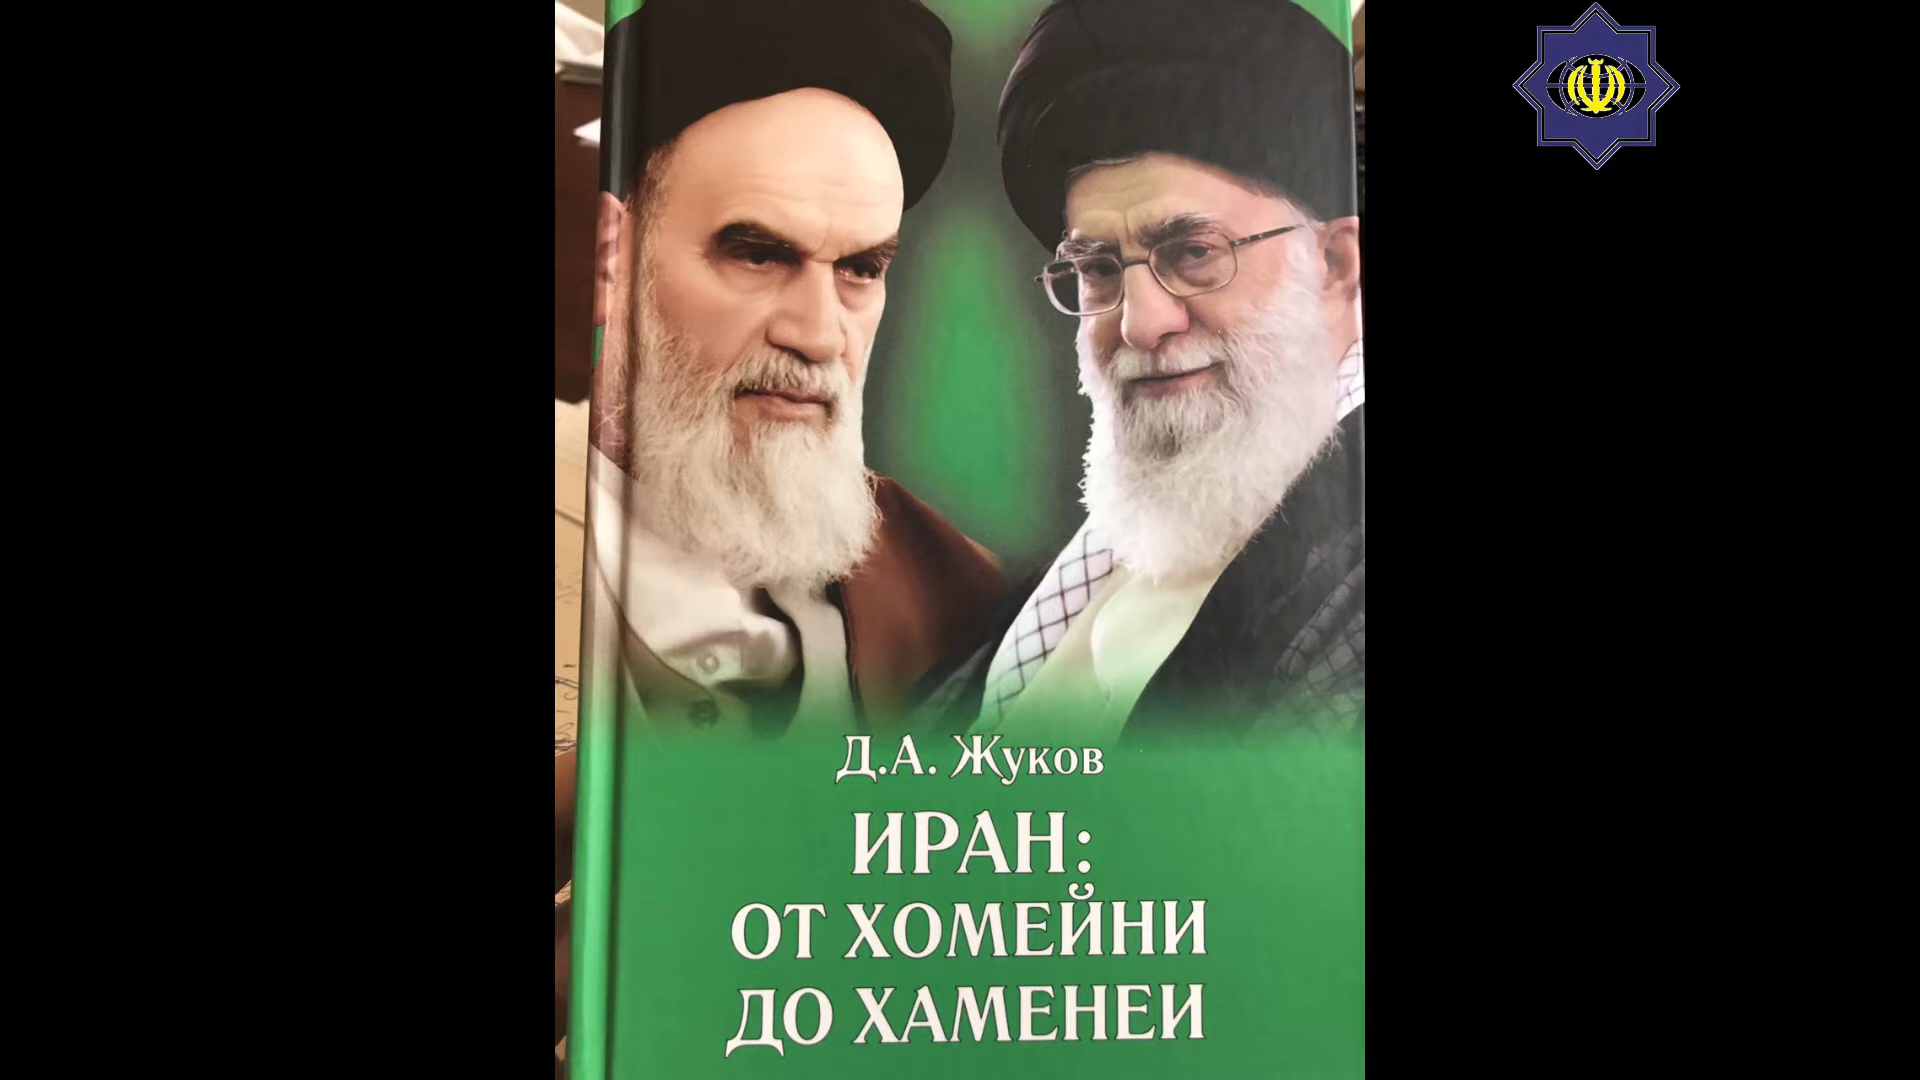 Д.А. Жуков
ИРАН:
ОТ ХОМЕЙНИ
ДО ХАМЕНЕИ